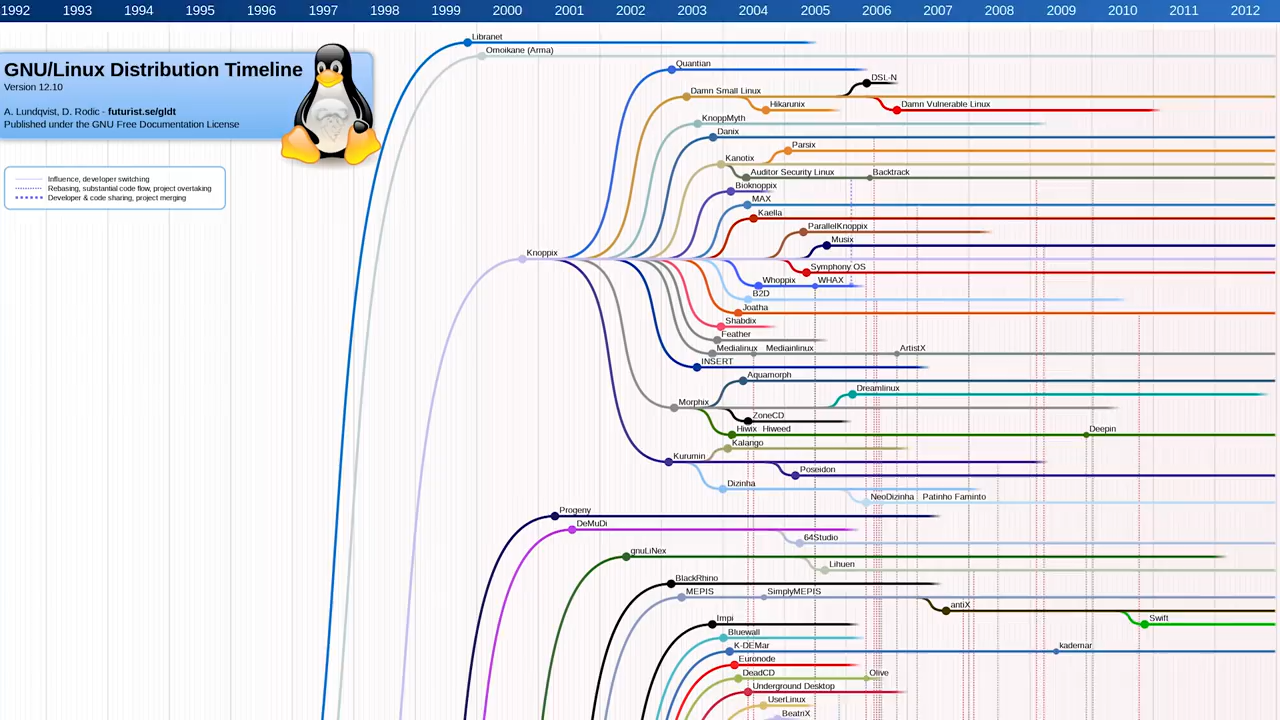 1992 1993 1994 1995 1996 1997 1998 1999 2000 2001 2002 2003 2004 2005 2006 2007 2008 2009 2010 2011 2012
Libranet
Omoikane (Arma)
GNU/Linux Distribution Timeline
Version 12.10
A. Lundqvist, D. Rodic - futurist.se/gldt
Published under the GNU Free Documentation License
Influence, developer switching
Rebasing, substantial code flow, project overtaking
Developer & code sharing, project merging
Quantian
DSL-N
Damn Small Linux
Hikarunix
Damn Vulnerable Linux
KnoppMyth
Danix
Parsix
Kanotix
Auditor Security Linux
Backtrack
Bioknoppix
MAX
Kaella
ParallelKnoppix
Musix
Knoppix
Symphony OS
Whoppix
WHAX
B2D
Joatha
Shabdix
Feather
Medialinux
Mediainlinux
ArtistX
INSERT
Aquamorph
Dreamlinux
Morphix
ZoneCD
Hiwix
Hiweed
Deepin
Kalango
Kurumin
Poseidon
Dizinha
NeoDizinha
Patinho Faminto
Progeny
DeMuDi
64Studio
gnuLiNex
Lihuen
BlackRhino
MEPIS
SimplyMEPIS
antiX
Impi
Swift
Bluewall
K-DEMar
kademar
Euronode
DeadCD
Olive
Underground Desktop
UserLinux
BeatrIX